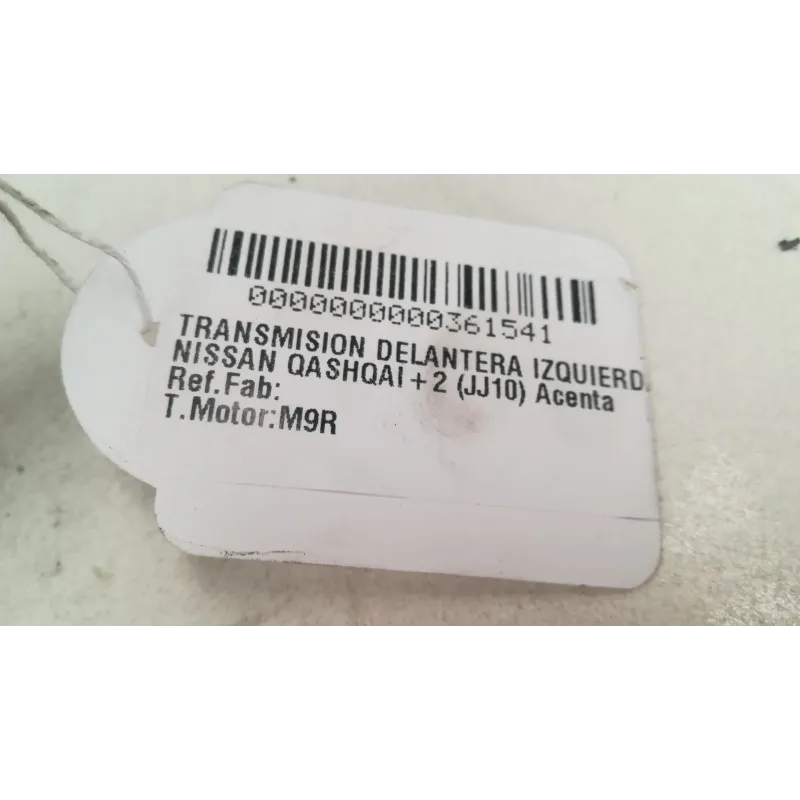 0000000000361541
TRANSMISION DELANTERA IZQUIERD
NISSAN QASHQAI+2 (JJ10) Acenta
Ref.Fab:
T.Motor:M9R